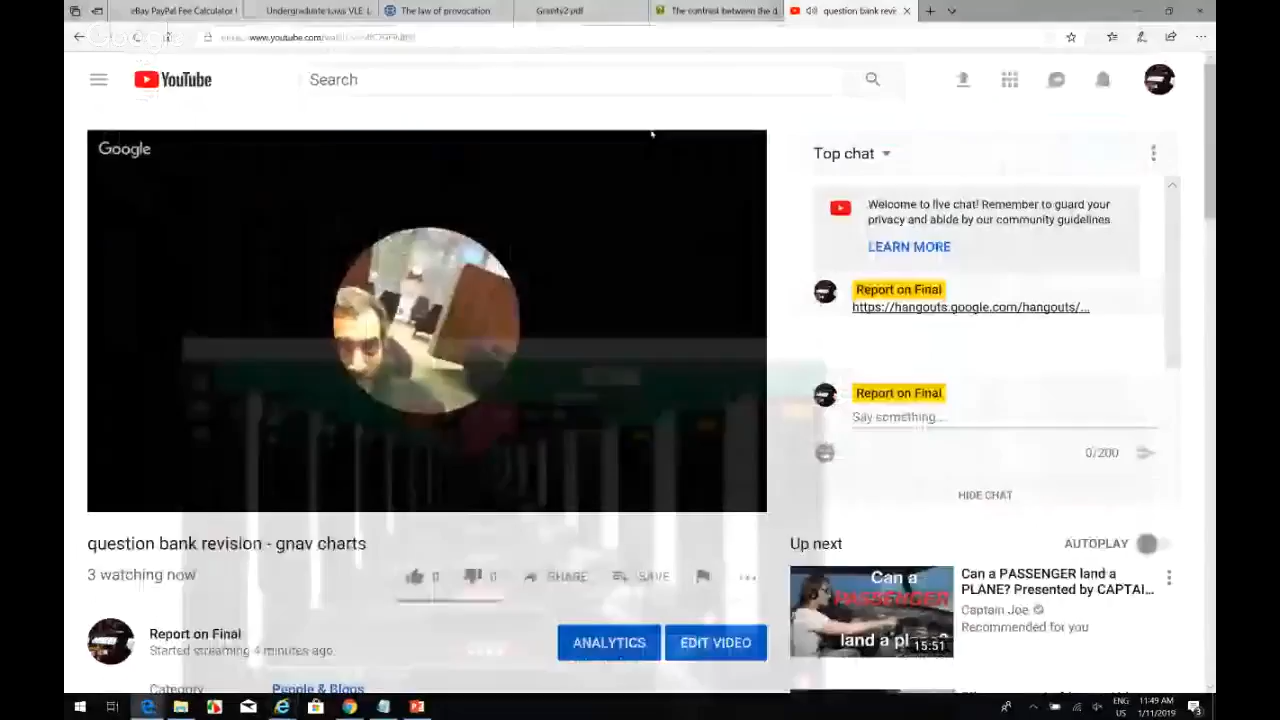 eBay PayPal Fee Calculator
Undergraduate laws VLE
The law of provocation
Gravity2.pdf
The contrast between the d
question bank revi
YouTube
Search
Google
Top chat
Welcome to live chat! Remember to guard your
privacy and abide by our community guidelines.
LEARN MORE
Report on Final
https://hangouts.google.com/hangouts/...
Report on Final
Say something...
0/200
HIDE CHAT
question bank revision - gnav charts
3 watching now
0
0
SHARE
SAVE
Report on Final
Started streaming 4 minutes ago.
ANALYTICS
EDIT VIDEO
Category
People & Blogs
Up next
AUTOPLAY
Can a
PASSENGER
land a pl
15:51
Can a PASSENGER land a
PLANE? Presented by CAPTAI...
Captain Joe
Recommended for you
ENG
US
11:49 AM
1/11/2019